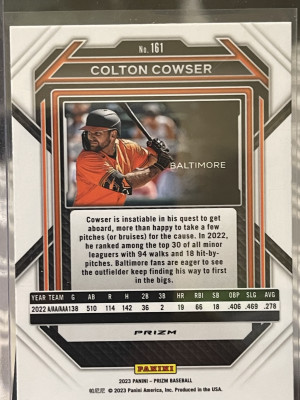 No. 161
COLTON COWSER
BALTIMORE
Cowser is insatiable in his quest to get
aboard, more than happy to take a few
pitches (or bruises) for the cause. In 2022,
he ranked among the top 30 of all minor
leaguers with 94 walks and 18 hit-by-
pitches. Baltimore fans are eager to see
the outfielder keep finding his way to first
in the bigs.
YEAR TEAM G AB R H 2B 3B HR RBI SB OBP SLG AVG
2022 A/HA/AA/AAA 138 510 114 142 36 2 19 66 18 .406 .469 .278
PRIZM
PANINI
2023 PANINI – PRIZM BASEBALL
帕尼尼 © 2023 Panini America, Inc. Produced in the USA.